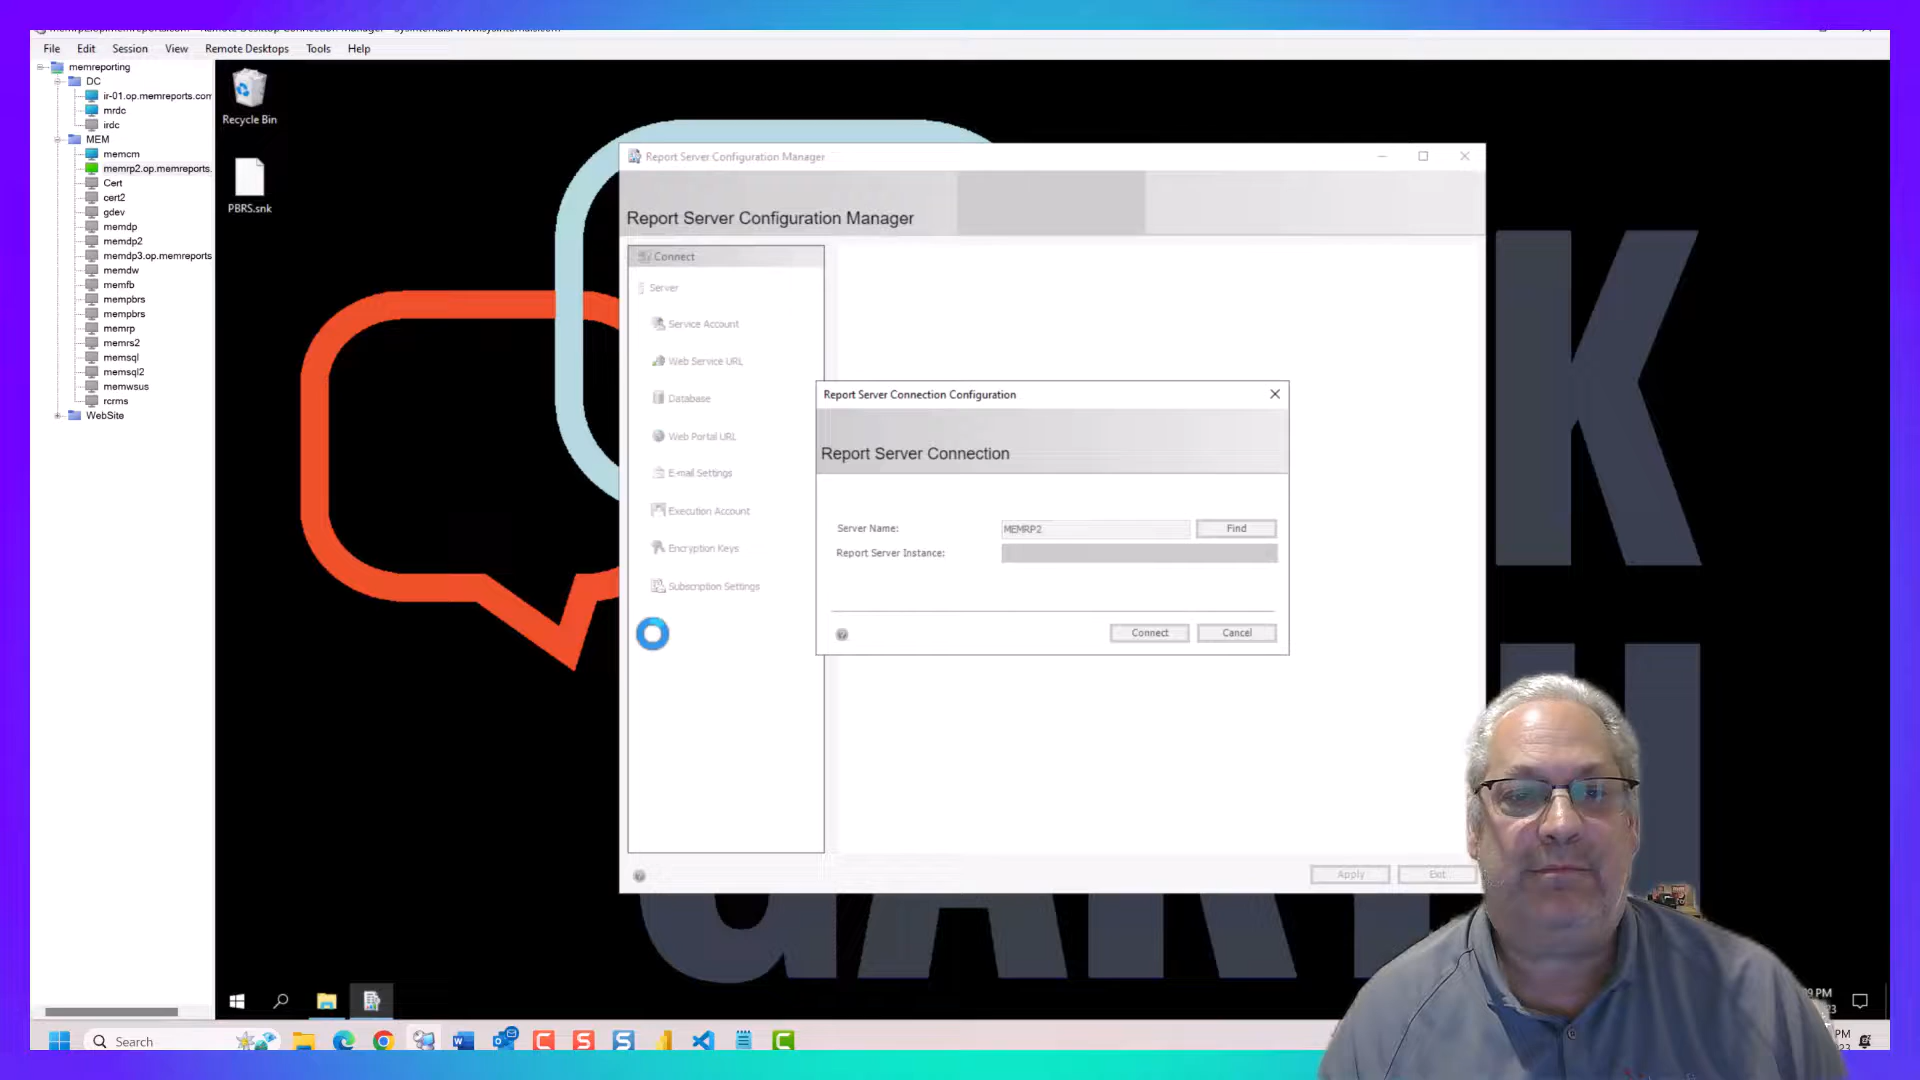 File Edit Session View Remote Desktops Tools Help
memreporting
DC
ir-01.op.memreports.com
mrdc
irdc
MEM
memcm
memrp2.op.memreports.
Cert
cert2
gdev
memdp
memdp2
memdp3.op.memreports
memdw
memfb
mempbrs
mempbrs
memrp
memrs2
memsql
memsql2
memwsus
rcrms
WebSite
Recycle Bin
PBRS.snk
Report Server Configuration Manager
Report Server Configuration Manager
Connect
Server
Service Account
Web Service URL
Database
Web Portal URL
E-mail Settings
Execution Account
Encryption Keys
Subscription Settings
Report Server Connection Configuration
Report Server Connection
Server Name:
MEMRP2
Find
Report Server Instance:
Connect
Cancel
Apply
Exit
PM
Search
PM